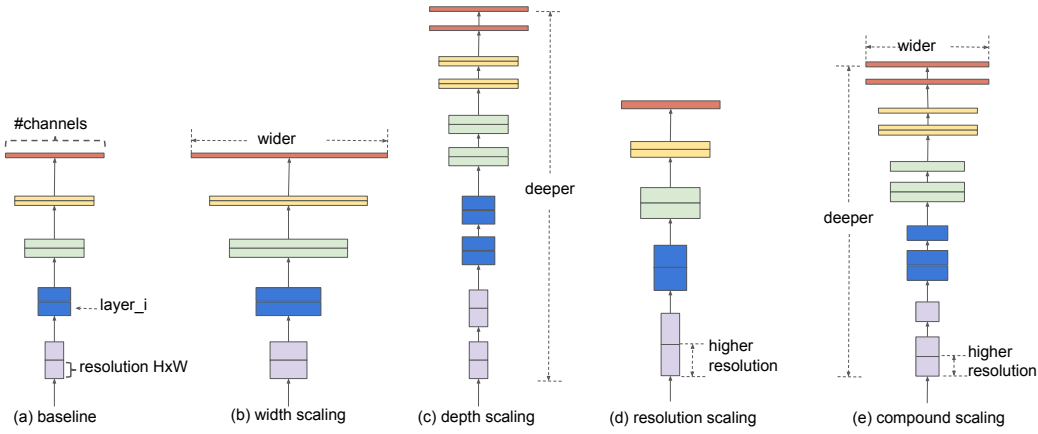 #channels
layer_i
resolution HxW
(a) baseline
wider
(b) width scaling
deeper
(c) depth scaling
higher
resolution
(d) resolution scaling
wider
deeper
higher
resolution
(e) compound scaling